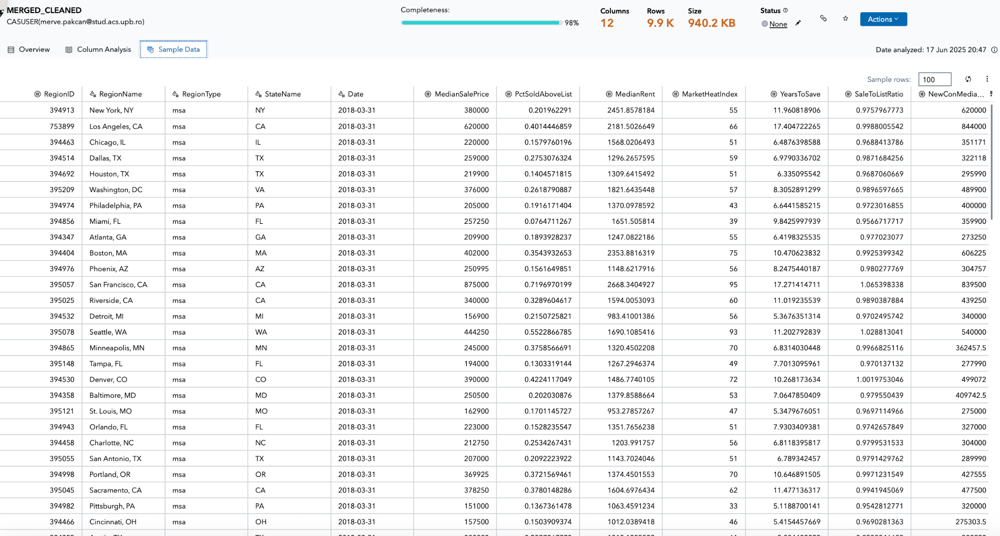 MERGED_CLEANED
CASUSER(merve.pakcan@stud.acs.upb.ro)
Completeness:
98%
Columns Rows Size Status
12 9.9 K 940.2 KB None
Actions
Overview Column Analysis Sample Data Date analyzed: 17 Jun 2025 20:47
Sample rows: 100
RegionID RegionName RegionType StateName Date MedianSalePrice PctSoldAboveList MedianRent MarketHeatIndex YearsToSave SaleToListRatio NewConMedia...
394913 New York, NY msa NY 2018-03-31 380000 0.201962291 2451.8578184 55 11.960818906 0.9757967773 620000
753899 Los Angeles, CA msa CA 2018-03-31 620000 0.4014446859 2181.5026649 66 17.404722265 0.9988005542 844000
394463 Chicago, IL msa IL 2018-03-31 220000 0.1579760196 1568.0206493 51 6.4876398588 0.9688413786 351171
394514 Dallas, TX msa TX 2018-03-31 259000 0.2753076324 1296.2657595 59 6.9790336702 0.9871684256 322118
394692 Houston, TX msa TX 2018-03-31 219900 0.1404571815 1309.6415492 51 6.335095542 0.9687060669 295990
395209 Washington, DC msa VA 2018-03-31 376000 0.2618790887 1821.6435448 57 8.3052891299 0.9896597665 489900
394974 Philadelphia, PA msa PA 2018-03-31 205000 0.1916171404 1370.0978592 43 6.6441585215 0.9723016855 400000
394856 Miami, FL msa FL 2018-03-31 257250 0.0764711267 1651.505814 39 9.8425997939 0.9566717717 359900
394347 Atlanta, GA msa GA 2018-03-31 209900 0.1893928237 1247.0822186 55 6.4198325535 0.977023077 273250
394404 Boston, MA msa MA 2018-03-31 402000 0.3543932653 2353.8816319 75 10.470623832 0.9925399342 606225
394976 Phoenix, AZ msa AZ 2018-03-31 250995 0.1561649851 1148.6217916 56 8.2475440187 0.980277769 304757
395057 San Francisco, CA msa CA 2018-03-31 875000 0.7196970199 2668.3404927 95 17.271414711 1.065398338 839500
395025 Riverside, CA msa CA 2018-03-31 340000 0.3289604617 1594.0053093 60 11.019235539 0.9890387884 439250
394532 Detroit, MI msa MI 2018-03-31 156900 0.2150725821 983.41001386 56 5.3676351314 0.9702495742 340000
395078 Seattle, WA msa WA 2018-03-31 444250 0.5522866785 1690.1085416 93 11.202792839 1.028813041 540000
394865 Minneapolis, MN msa MN 2018-03-31 245000 0.3758566691 1320.4502208 70 6.8314030448 0.9966825116 362457.5
395148 Tampa, FL msa FL 2018-03-31 194000 0.1303319144 1267.2946374 49 7.7013095961 0.970137132 277990
394530 Denver, CO msa CO 2018-03-31 390000 0.4224117049 1486.7740105 72 10.268173634 1.0019753046 499072
394358 Baltimore, MD msa MD 2018-03-31 250500 0.202030876 1379.8588664 53 7.0647850409 0.979550439 409742.5
395121 St. Louis, MO msa MO 2018-03-31 162900 0.1701145727 953.27857267 47 5.3479676051 0.9697114966 275000
394943 Orlando, FL msa FL 2018-03-31 223000 0.1528235547 1351.7656238 51 7.9303409381 0.9742657849 327000
394458 Charlotte, NC msa NC 2018-03-31 212750 0.2534267431 1203.991757 56 6.8118395817 0.9799531533 304000
395055 San Antonio, TX msa TX 2018-03-31 207000 0.2092223922 1143.7024046 51 6.789342457 0.9791429762 289990
394998 Portland, OR msa OR 2018-03-31 369925 0.3721569461 1374.4501553 70 10.646891505 0.9971231549 427555
395045 Sacramento, CA msa CA 2018-03-31 378250 0.3780148286 1604.6976434 62 11.477136317 0.9941945069 477500
394982 Pittsburgh, PA msa PA 2018-03-31 151000 0.1367361478 1063.4591234 33 5.1188700141 0.9542812771 320000
394466 Cincinnati, OH msa OH 2018-03-31 157500 0.1503909374 1012.0389418 46 5.4154457669 0.9690281363 275303.5